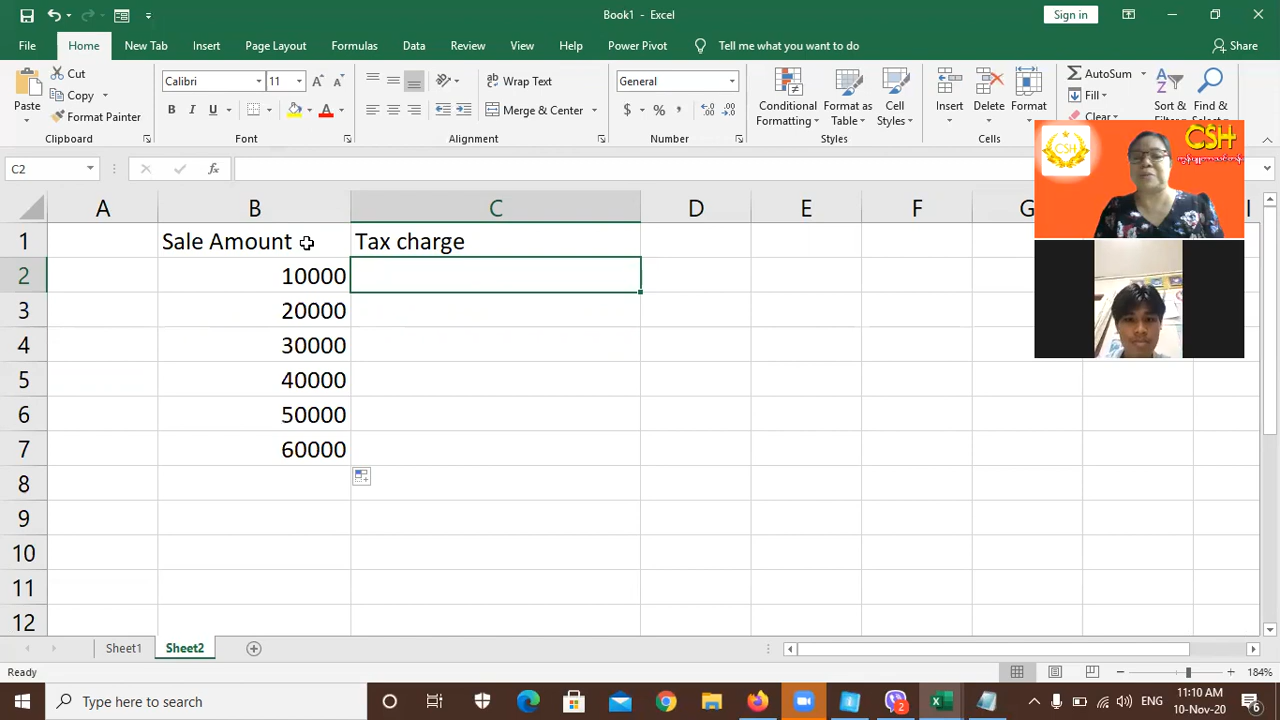 Book1 - Excel
Sign in
File Home New Tab Insert Page Layout Formulas Data Review View Help Power Pivot Tell me what you want to do Share
Paste
Cut
Copy
Format Painter
Clipboard
Calibri 11
B I U
Font
Wrap Text
Merge & Center
Alignment
General
$ % ,
Number
Conditional Formatting
Format as Table
Cell Styles
Styles
Insert Delete Format
Cells
AutoSum
Fill
Clear
Sort &
Find &
C2
fx
A B C D E F G I
1 Sale Amount Tax charge
2 10000
3 20000
4 30000
5 40000
6 50000
7 60000
8
9
10
11
12
CSH
CSH
Sheet1 Sheet2
Ready
184%
Type here to search
2
ENG
11:10 AM
10-Nov-20
6